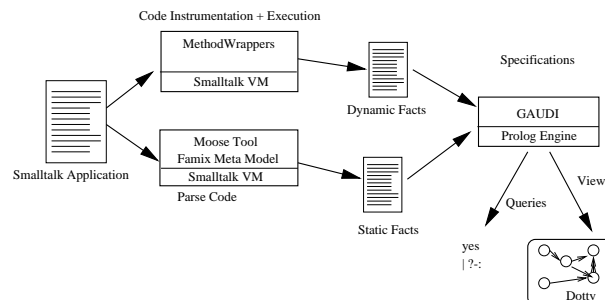 Code Instrumentation + Execution
MethodWrappers
Smalltalk VM
Smalltalk Application
Moose Tool
Famix Meta Model
Smalltalk VM
Parse Code
Dynamic Facts
Static Facts
Specifications
GAUDI
Prolog Engine
Queries
View
yes
| ?-:
Dotty